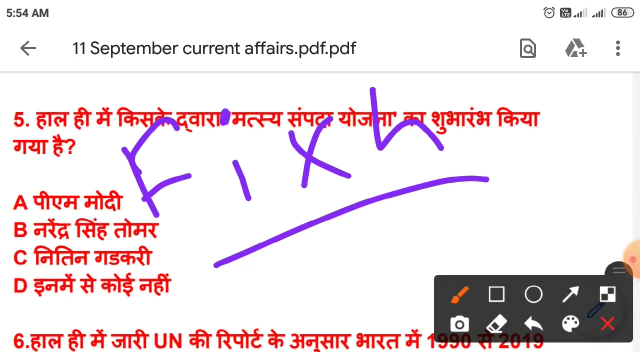 5:54 AM 86
11 September current affairs.pdf.pdf
5. हाल ही में किसके द्वारा 'मत्स्य संपदा योजना' का शुभारंभ किया
गया है?
Fixh
A पीएम मोदी
B नरेंद्र सिंह तोमर
C नितिन गडकरी
D इनमें से कोई नहीं
6.हाल ही में जारी UN की रिपोर्ट के अनुसार भारत में 1990 से 2019